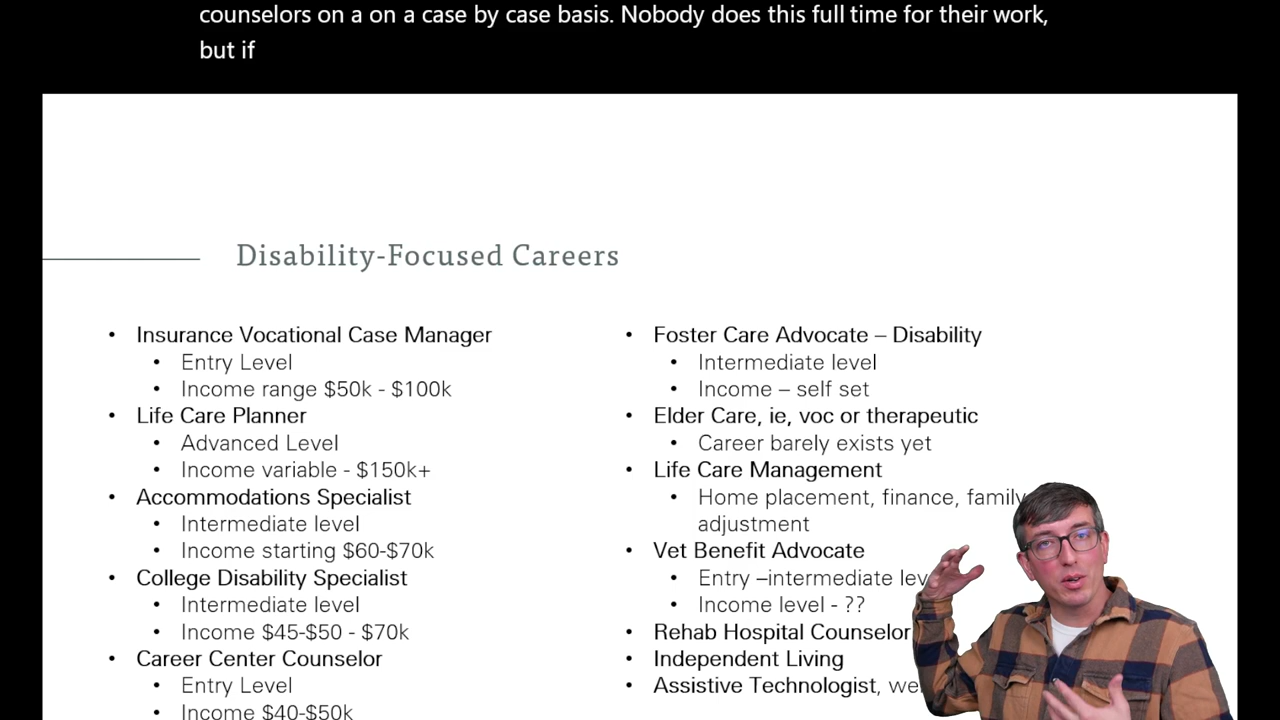 counselors on a on a case by case basis. Nobody does this full time for their work,
but if
Disability-Focused Careers
• Insurance Vocational Case Manager
• Entry Level
• Income range $50k - $100k
• Life Care Planner
• Advanced Level
• Income variable - $150k+
• Accommodations Specialist
• Intermediate level
• Income starting $60-$70k
• College Disability Specialist
• Intermediate level
• Income $45-$50 - $70k
• Career Center Counselor
• Entry Level
• Income $40-$50k
• Foster Care Advocate – Disability
• Intermediate level
• Income – self set
• Elder Care, ie, voc or therapeutic
• Career barely exists yet
• Life Care Management
• Home placement, finance, family
adjustment
• Vet Benefit Advocate
• Entry –intermediate
• Income level - ??
• Rehab Hospital Counselor
• Independent Living
• Assistive Technologist,